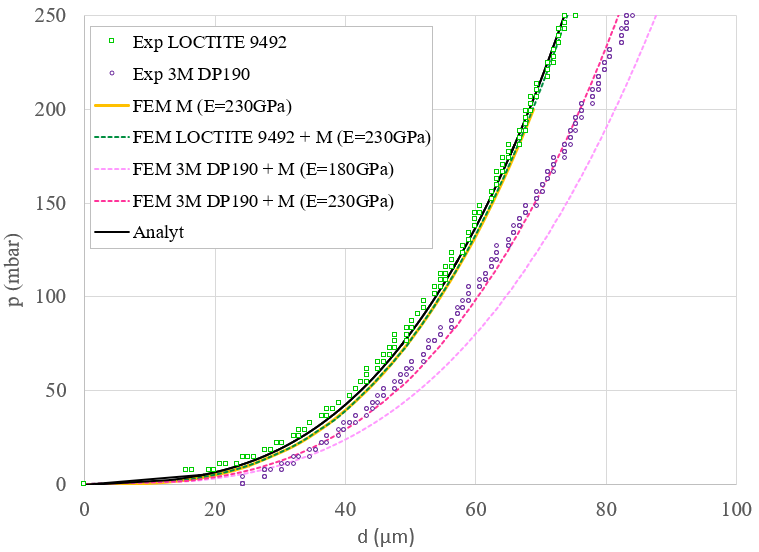 250
200
150
100
50
0
p (mbar)
Exp LOCTITE 9492
Exp 3M DP190
FEM M (E=230GPa)
FEM LOCTITE 9492 + M (E=230GPa)
FEM 3M DP190 + M (E=180GPa)
FEM 3M DP190 + M (E=230GPa)
Analyt
0 20 40 60 80 100
d (μm)